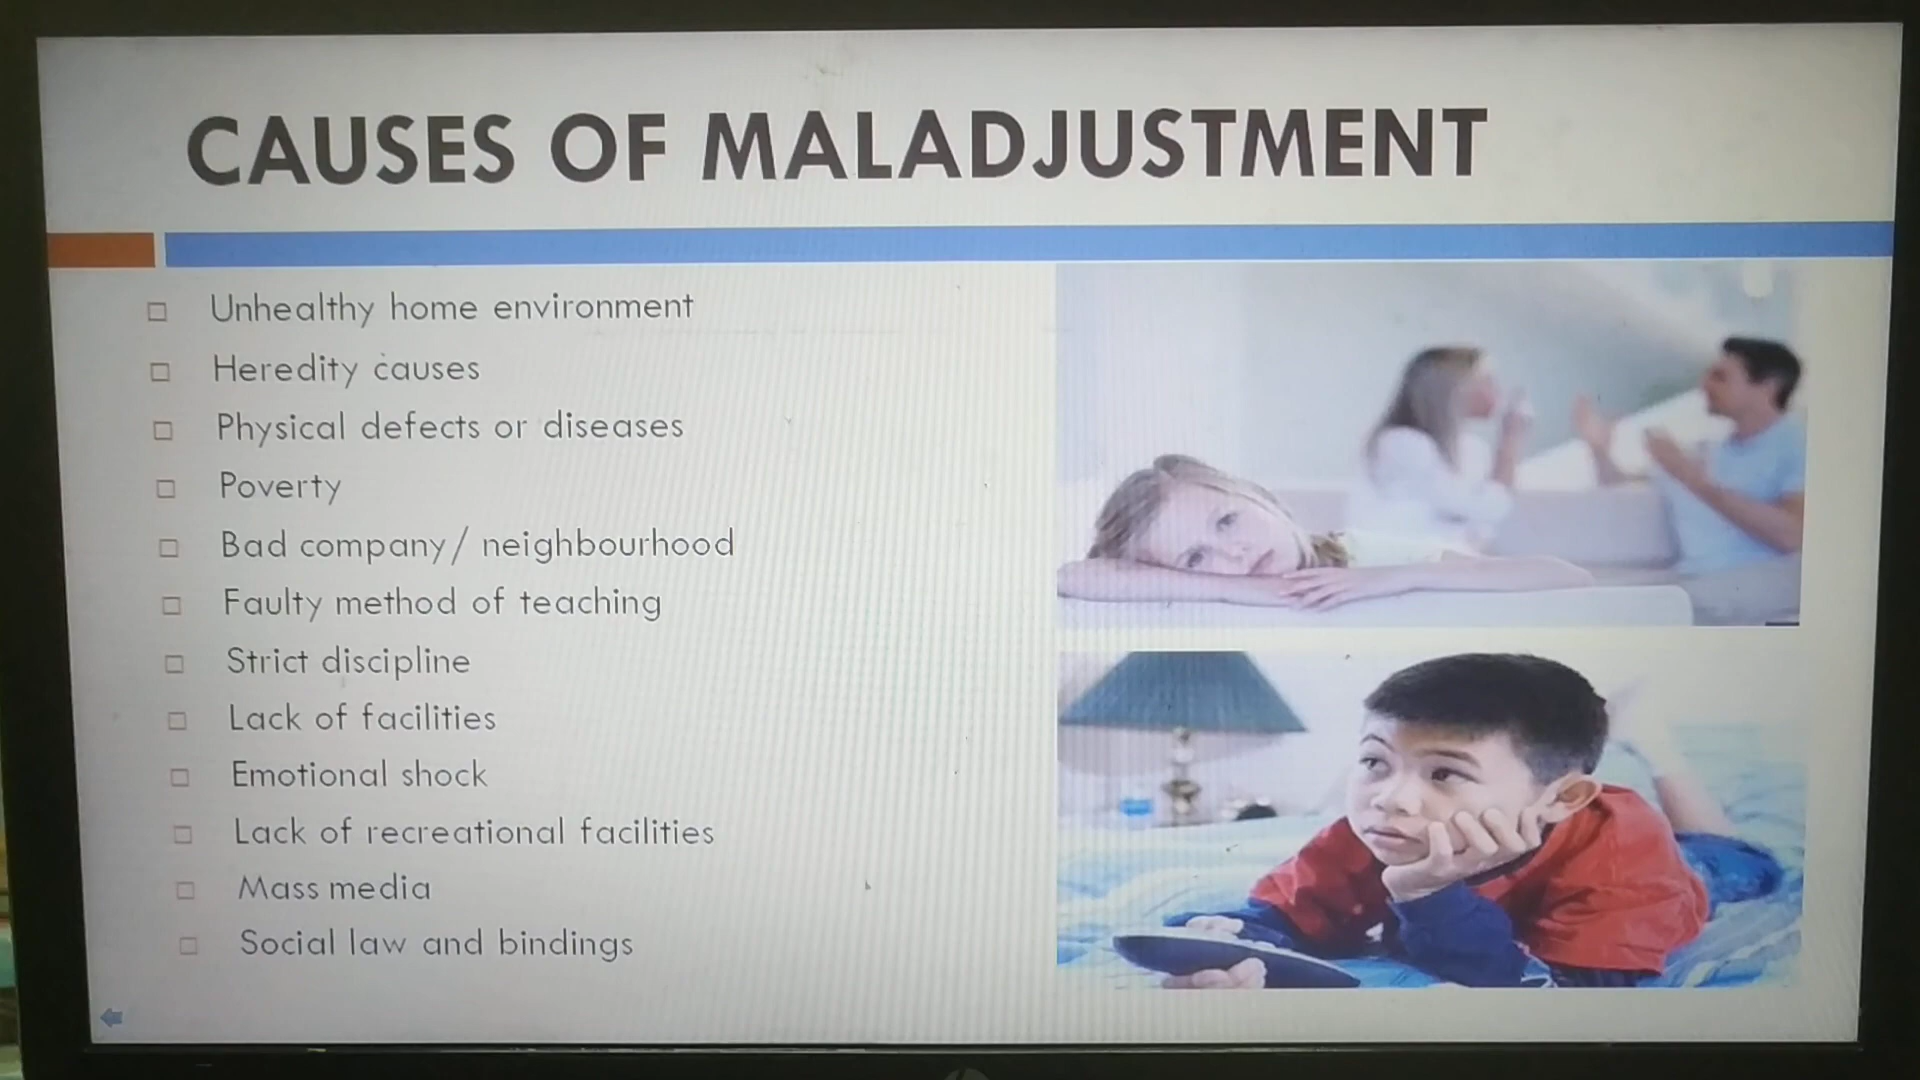 CAUSES OF MALADJUSTMENT
Unhealthy home environment
Heredity causes
Physical defects or diseases
Poverty
Bad company/ neighbourhood
Faulty method of teaching
Strict discipline
Lack of facilities
Emotional shock
Lack of recreational facilities
Mass media
Social law and bindings